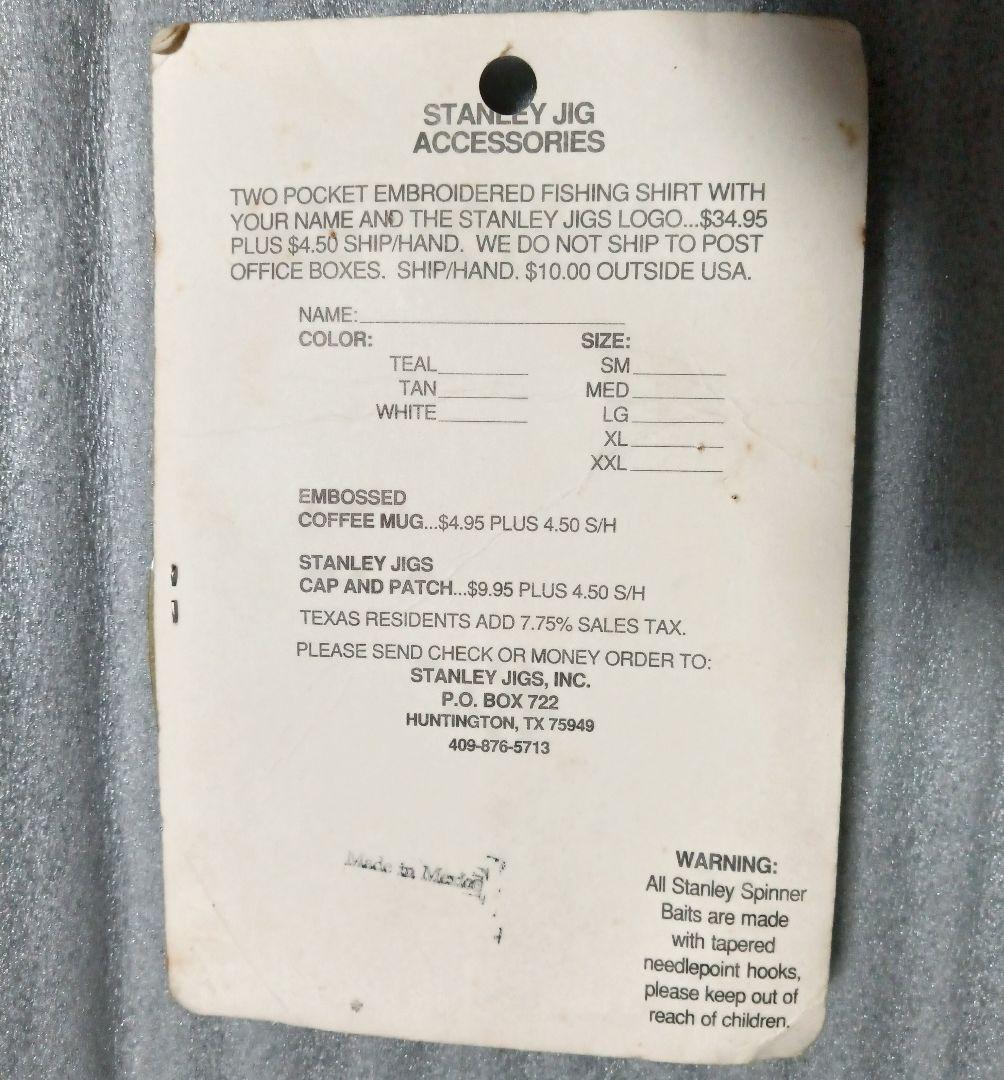 STANLEY JIG
ACCESSORIES
TWO POCKET EMBROIDERED FISHING SHIRT WITH
YOUR NAME AND THE STANLEY JIGS LOGO...$34.95
PLUS $4.50 SHIP/HAND. WE DO NOT SHIP TO POST
OFFICE BOXES. SHIP/HAND. $10.00 OUTSIDE USA.
NAME:
COLOR: SIZE:
TEAL SM
TAN MED
WHITE LG
XL
XXL
EMBOSSED
COFFEE MUG...$4.95 PLUS 4.50 S/H
STANLEY JIGS
CAP AND PATCH...$9.95 PLUS 4.50 S/H
TEXAS RESIDENTS ADD 7.75% SALES TAX.
PLEASE SEND CHECK OR MONEY ORDER TO:
STANLEY JIGS, INC.
P.O. BOX 722
HUNTINGTON, TX 75949
409-876-5713
Made in
WARNING:
All Stanley Spinner
Baits are made
with tapered
needlepoint hooks,
please keep out of
reach of children.